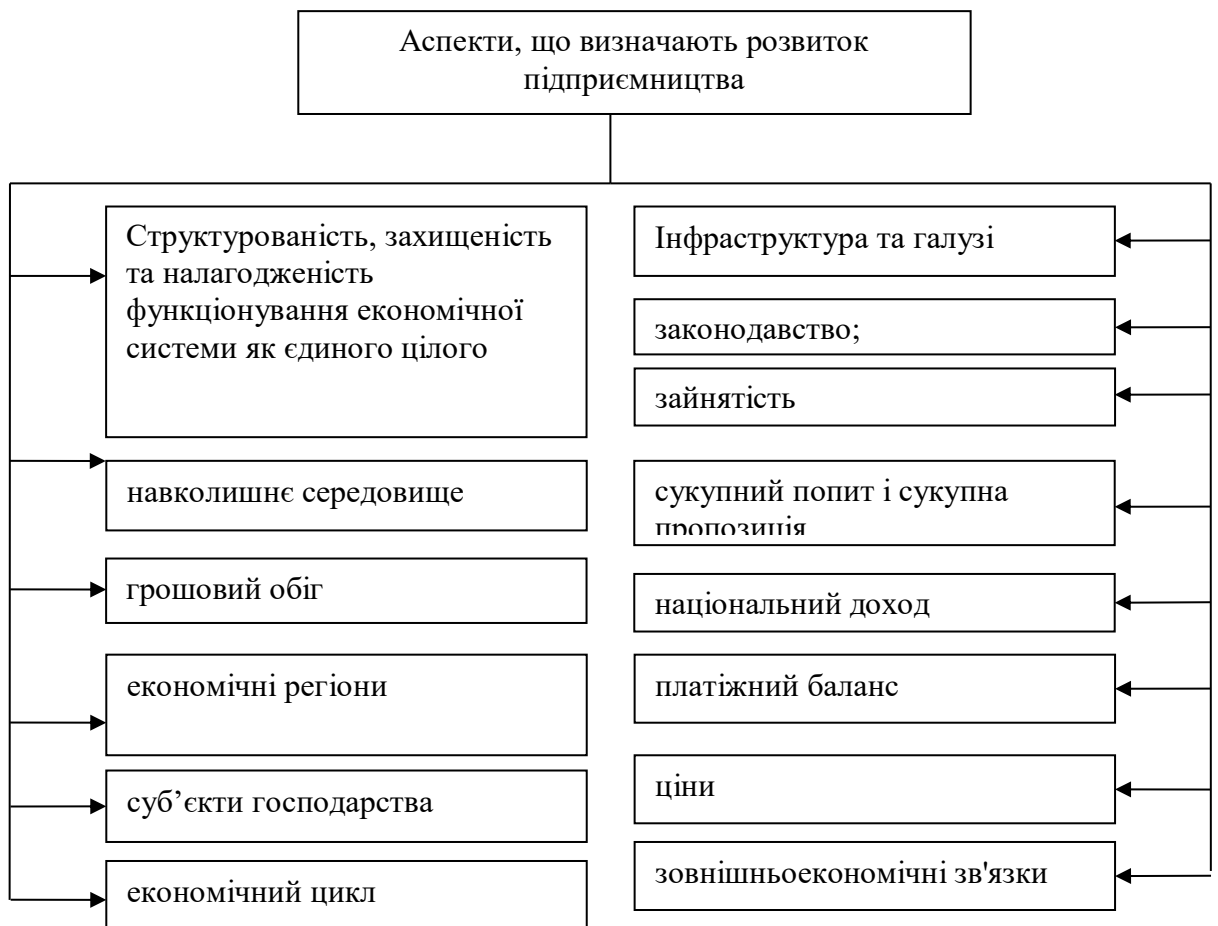 Аспекти, що визначають розвиток
підприємництва
Структурованість, захищеність
та налагодженість
функціонування економічної
системи як єдиного цілого
навколишнє середовище
грошовий обіг
економічні регіони
суб’єкти господарства
економічний цикл
Інфраструктура та галузі
законодавство;
зайнятість
сукупний попит і сукупна
пропозиція
національний доход
платіжний баланс
ціни
зовнішньоекономічні зв'язки